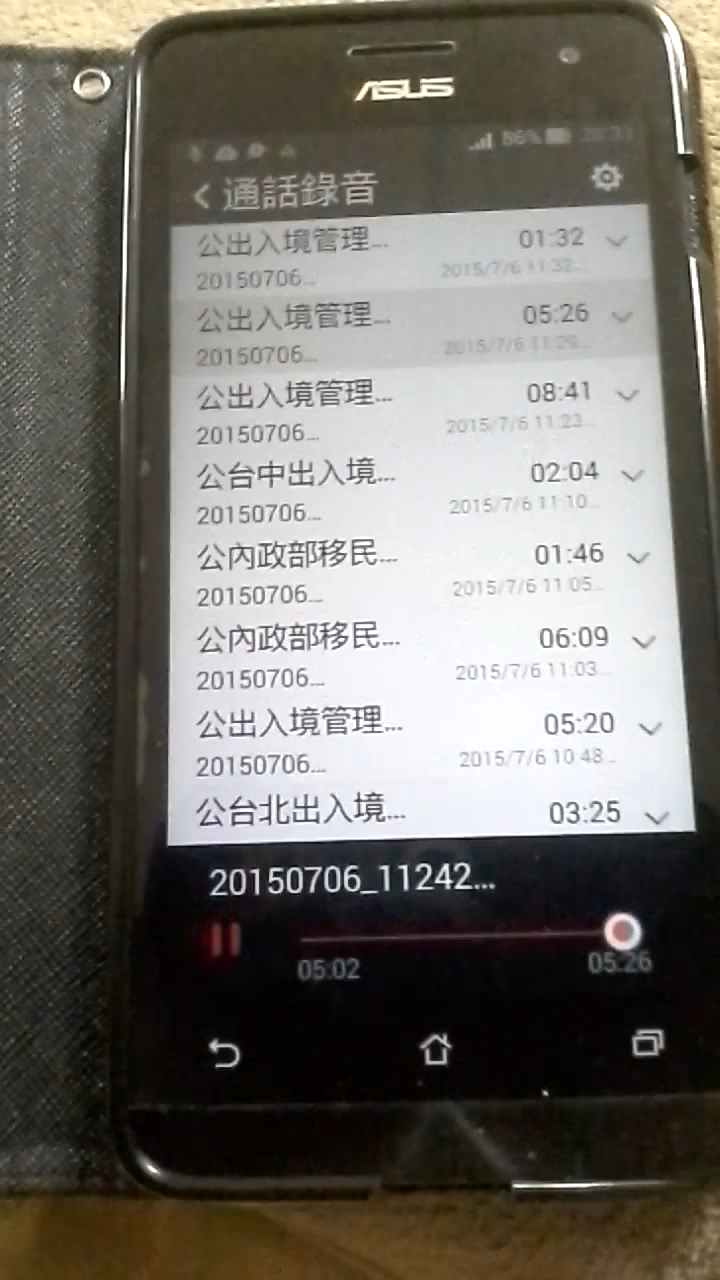 ASUS
86%
通話錄音
公出入境管理... 01:32
20150706... 2015/7/6 11:32...
公出入境管理... 05:26
20150706... 2015/7/6 11:29...
公出入境管理... 08:41
20150706... 2015/7/6 11:23...
公台中出入境... 02:04
20150706... 2015/7/6 11:10...
公內政部移民... 01:46
20150706... 2015/7/6 11:05...
公內政部移民... 06:09
20150706... 2015/7/6 11:03...
公出入境管理... 05:20
20150706... 2015/7/6 10:48...
公台北出入境... 03:25
20150706_11242...
05:02 05:26